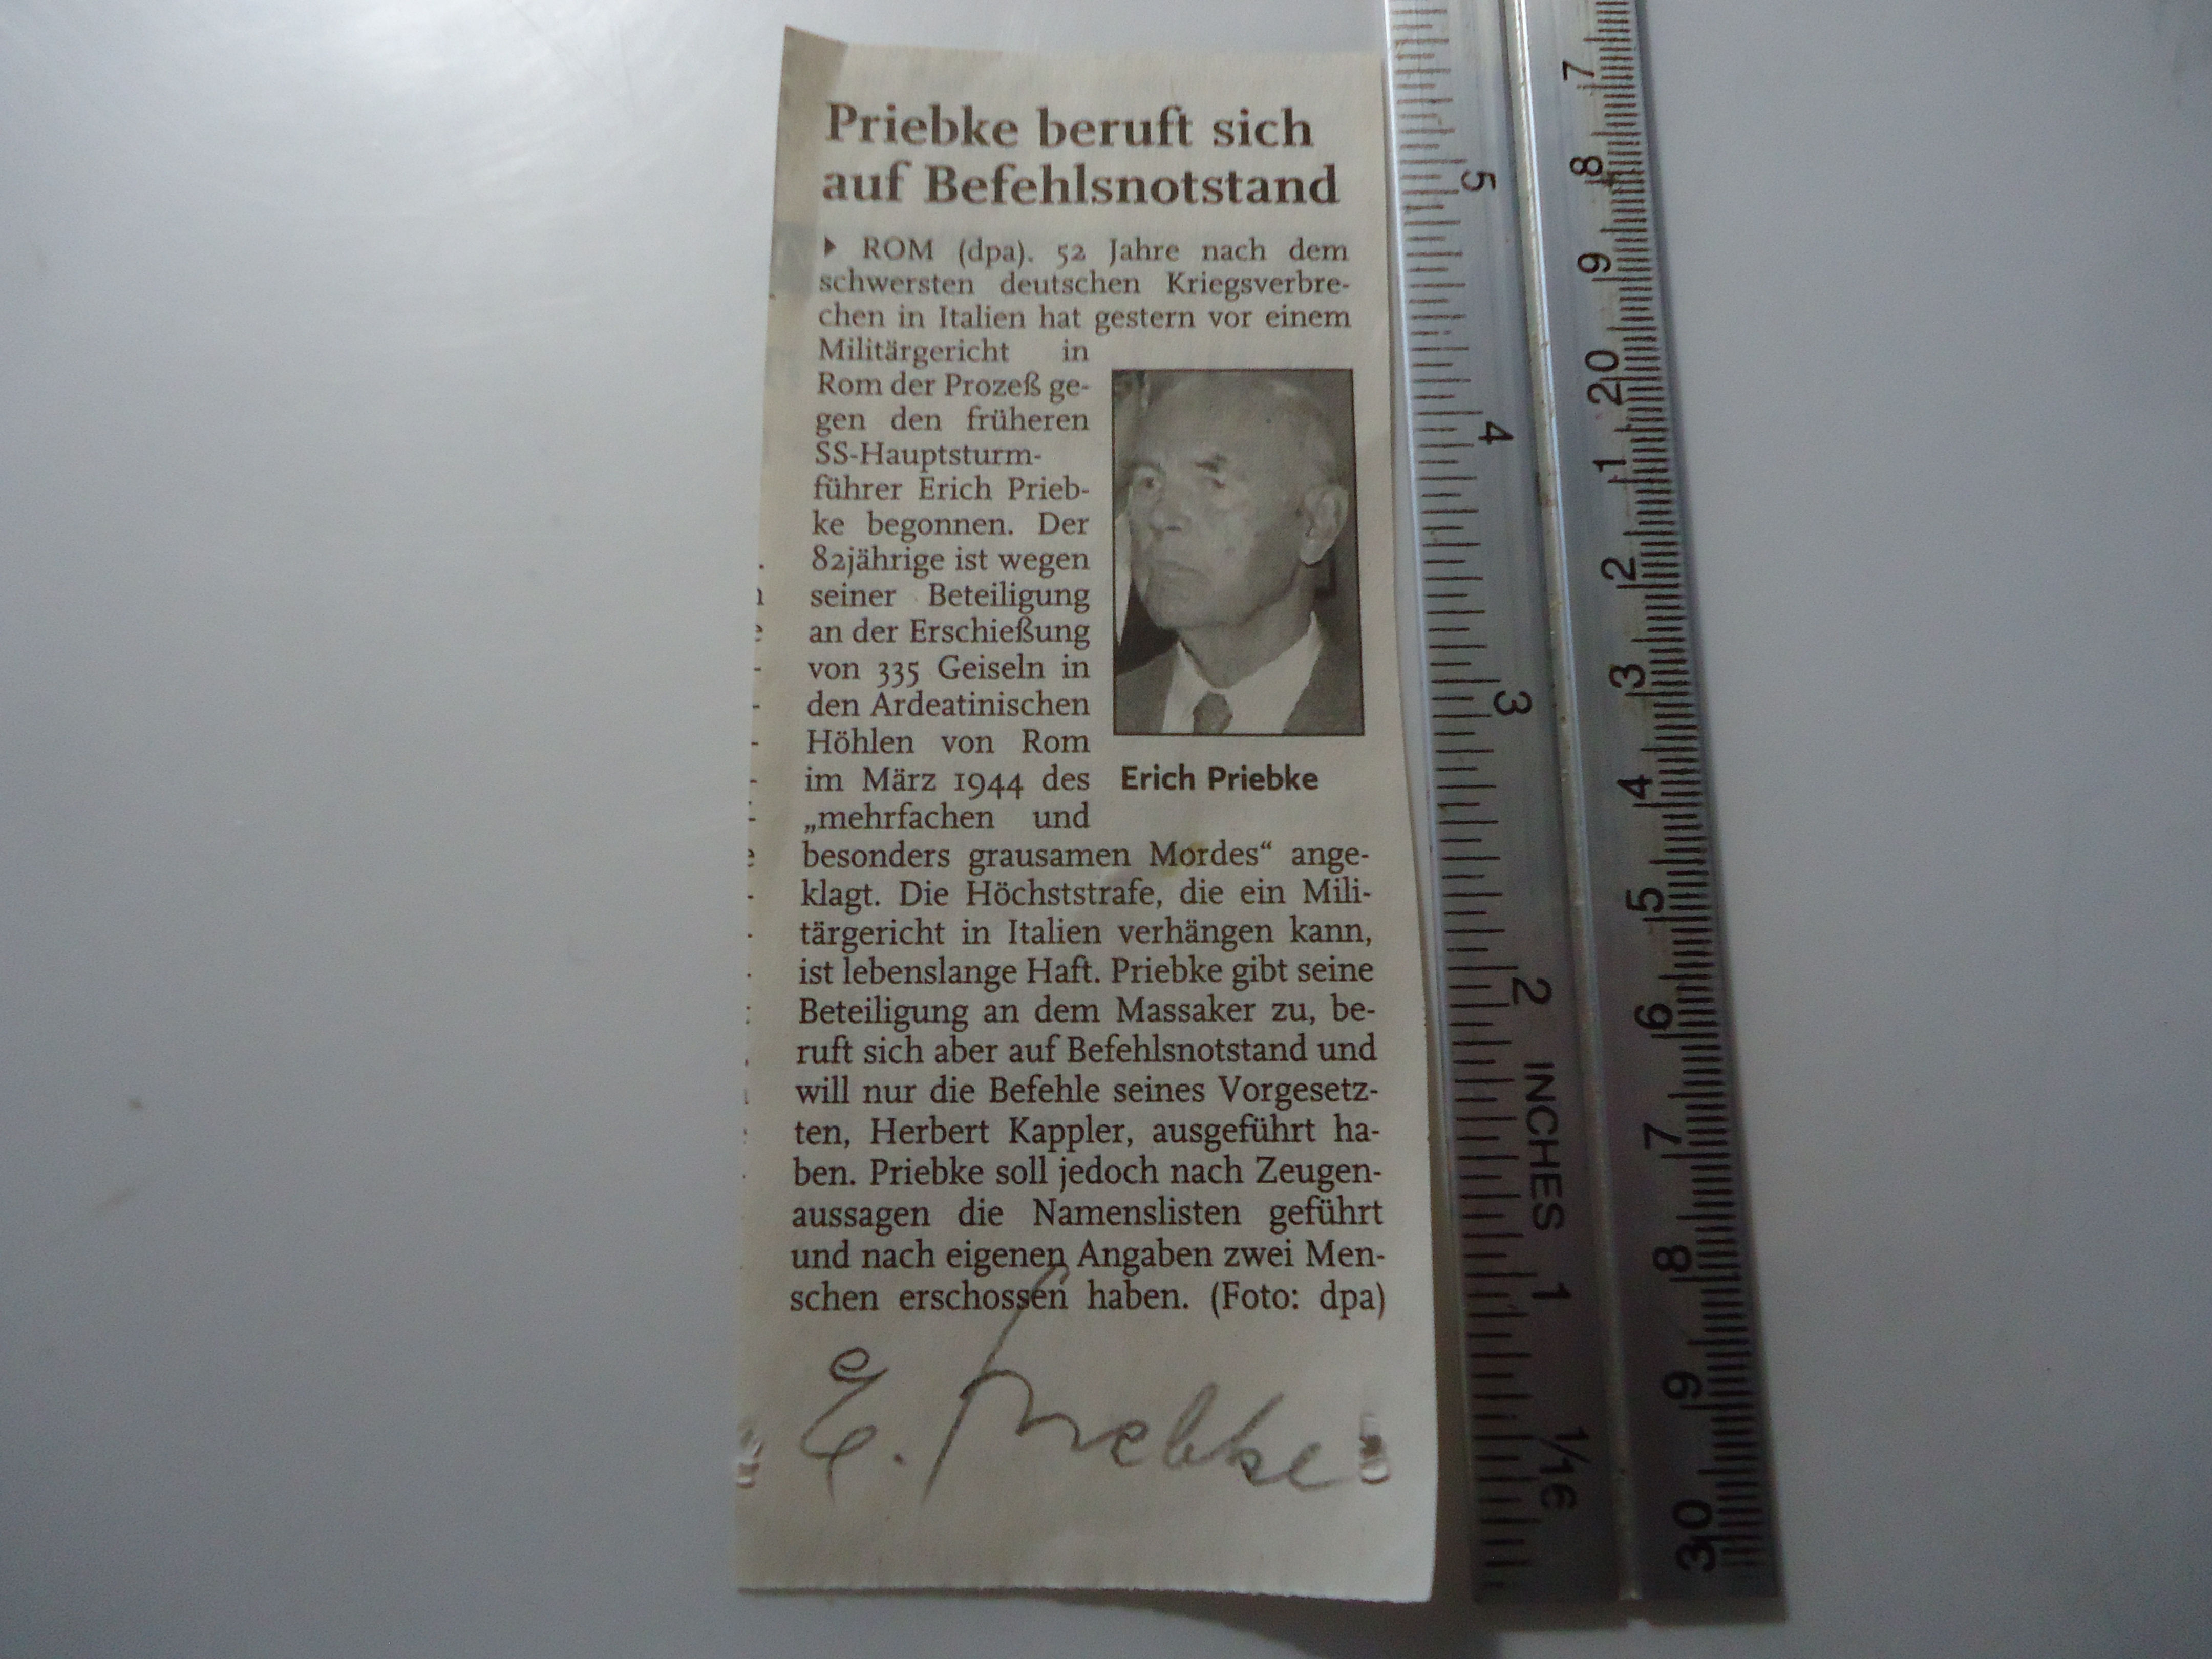 Priebke beruft sich
auf Befehlsnotstand
▶ ROM (dpa). 52 Jahre nach dem
schwersten deutschen Kriegsverbre-
chen in Italien hat gestern vor einem
Militärgericht in
Rom der Prozeß ge-
gen den früheren
SS-Hauptsturm-
führer Erich Prieb-
ke begonnen. Der
82jährige ist wegen
seiner Beteiligung
an der Erschießung
von 335 Geiseln in
den Ardeatinischen
Höhlen von Rom
im März 1944 des
„mehrfachen und
Erich Priebke
besonders grausamen Mordes“ ange-
klagt. Die Höchststrafe, die ein Mili-
tärgericht in Italien verhängen kann,
ist lebenslange Haft. Priebke gibt seine
Beteiligung an dem Massaker zu, be-
ruft sich aber auf Befehlsnotstand und
will nur die Befehle seines Vorgesetz-
ten, Herbert Kappler, ausgeführt ha-
ben. Priebke soll jedoch nach Zeugen-
aussagen die Namenslisten geführt
und nach eigenen Angaben zwei Men-
schen erschossen haben. (Foto: dpa)
E. Priebke
5
4
3
2
INCHES
1
1/16
7
8
9
20
1
2
3
4
5
6
7
8
9
30